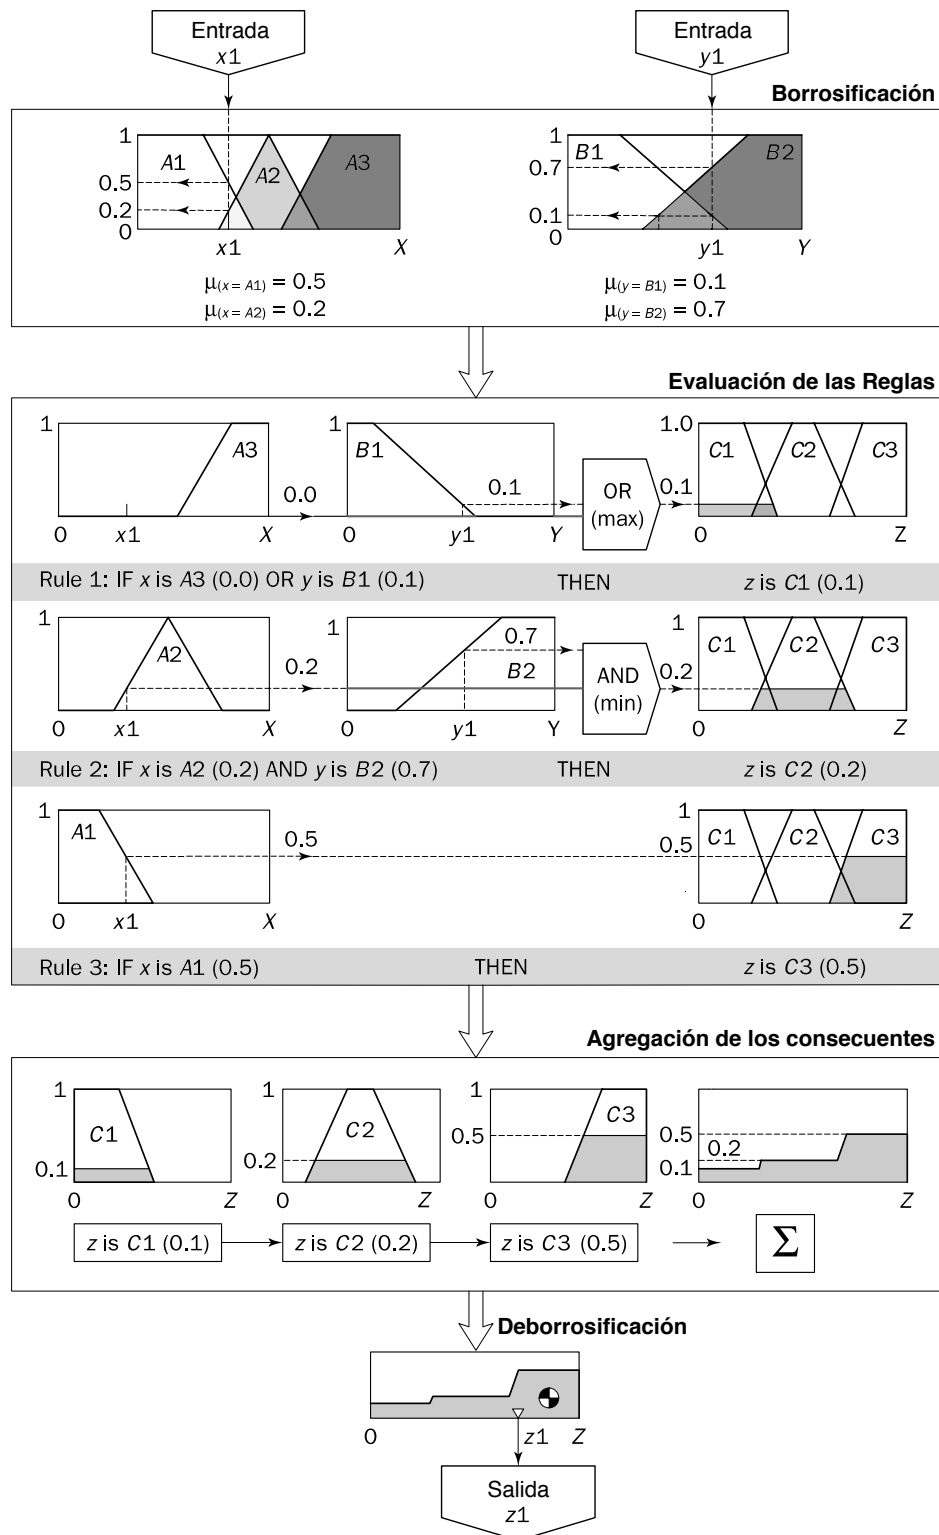 Entrada
x1
Entrada
y1
Borrosificación
1
A1
A2
A3
0.5
0.2
0
x1
X
1
B1
B2
0.7
0.1
0
y1
Y
μ(x = A1) = 0.5
μ(x = A2) = 0.2
μ(y = B1) = 0.1
μ(y = B2) = 0.7
Evaluación de las Reglas
1
A3
0
x1
X
0.0
1
B1
0.1
0
y1
Y
OR
(max)
0.1
1.0
C1
C2
C3
0
Z
Rule 1: IF x is A3 (0.0) OR y is B1 (0.1) THEN z is C1 (0.1)
1
A2
0
x1
X
0.2
1
0.7
B2
0
y1
Y
AND
(min)
0.2
1
C1
C2
C3
0
Z
Rule 2: IF x is A2 (0.2) AND y is B2 (0.7) THEN z is C2 (0.2)
1
A1
0
x1
X
0.5
1
0.5
C1
C2
C3
0
Z
Rule 3: IF x is A1 (0.5) THEN z is C3 (0.5)
Agregación de los consecuentes
1
C1
0.1
0
Z
1
C2
0.2
0
Z
1
C3
0.5
0
Z
1
0.5
0.2
0.1
0
Z
z is C1 (0.1)
z is C2 (0.2)
z is C3 (0.5)
Σ
Deborrosificación
0
z1
Z
Salida
z1